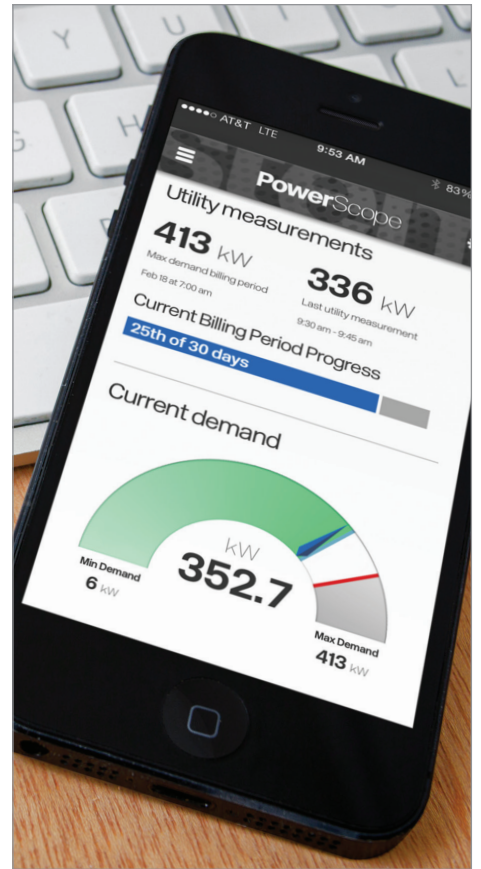 Y
U
G
H
L
AT&T LTE
9:53 AM
83%
PowerScope
Utility measurements
413 kW
Max demand billing period
Feb 18 at 7:00 am
336 kW
Last utility measurement
9:30 am - 9:45 am
Current Billing Period Progress
25th of 30 days
Current demand
kW
352.7
Min Demand
6 kW
Max Demand
413 kW